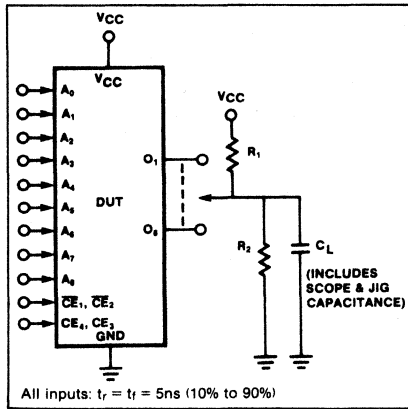 VCC
VCC
A0
A1
A2
A3
A4
A5
A6
A7
A8
CE1, CE2
CE4, CE3
GND
DUT
O1
O8
VCC
R1
R2
CL
(INCLUDES
SCOPE & JIG
CAPACITANCE)
All inputs: tr = tf = 5ns (10% to 90%)